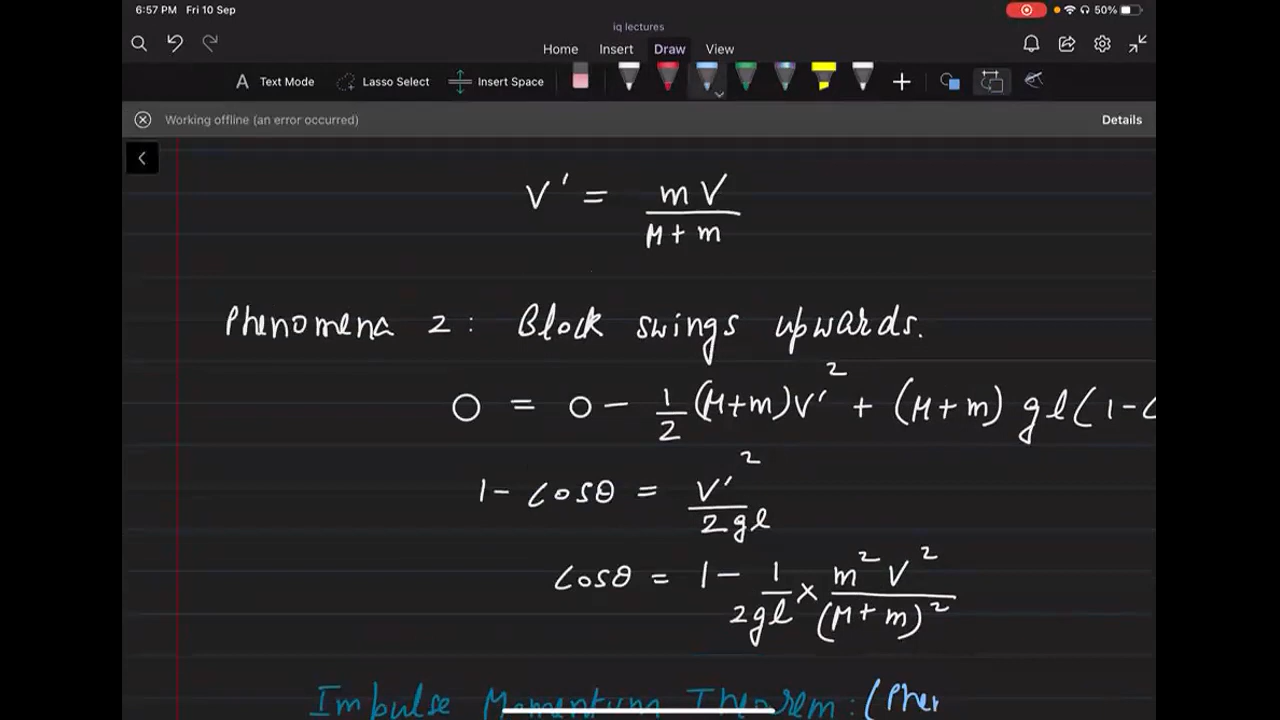 6:57 PM Fri 10 Sep
50%
iq lectures
Home Insert Draw View
Text Mode Lasso Select Insert Space
Working offline (an error occurred) Details
V' = mV / M+m
Phenomena 2: Block swings upwards.
0 = 0 - 1/2 (M+m)V'² + (M+m) gl(1-C
1 - Cosθ = V'² / 2gl
Cosθ = 1 - 1/2gl × m²V² / (M+m)²
Impulse Momentum Theorem: (Phen